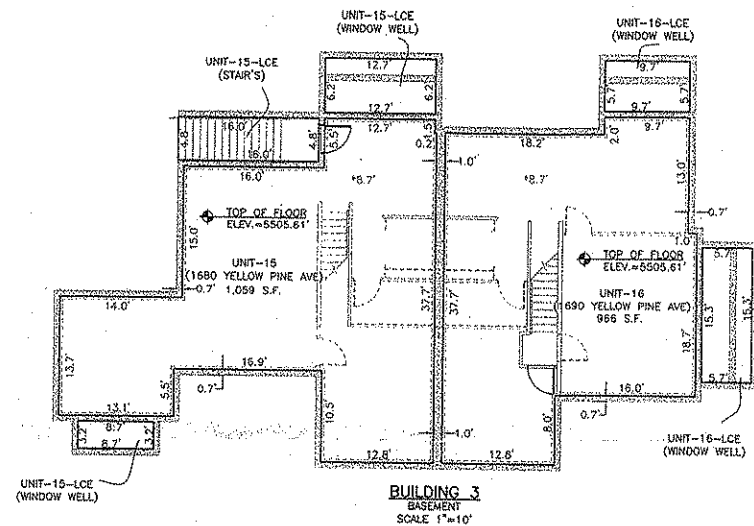 UNIT-15-LCE
(WINDOW WELL)
UNIT-16-LCE
(WINDOW WELL)
UNIT-15-LCE
(STAIR'S)
12.7'
6.2'
6.2'
12.7'
9.7'
5.7'
5.7'
9.7'
4.8
16.0'
16.0'
4.8'
5.5'
12.7'
1.5'
0.2'
1.0'
18.2'
2.0'
9.7'
16.0'
*8.7'
*8.7'
13.0'
0.7'
15.0'
TOP OF FLOOR
ELEV.=5505.61'
1.0'
5.7'
TOP OF FLOOR
ELEV.=5505.61'
UNIT-15
(1680 YELLOW PINE AVE)
1,059 S.F.
0.7'
14.0'
37.7'
37.7'
UNIT-16
(1690 YELLOW PINE AVE)
966 S.F.
15.3'
15.3'
18.7'
13.7'
16.9'
5.5'
0.7'
5.7'
16.0'
0.7'
13.1'
8.7'
3.2'
3.2'
8.7'
10.5'
1.0'
8.0'
12.8'
12.8'
UNIT-16-LCE
(WINDOW WELL)
UNIT-15-LCE
(WINDOW WELL)
BUILDING 3
BASEMENT
SCALE 1"=10'